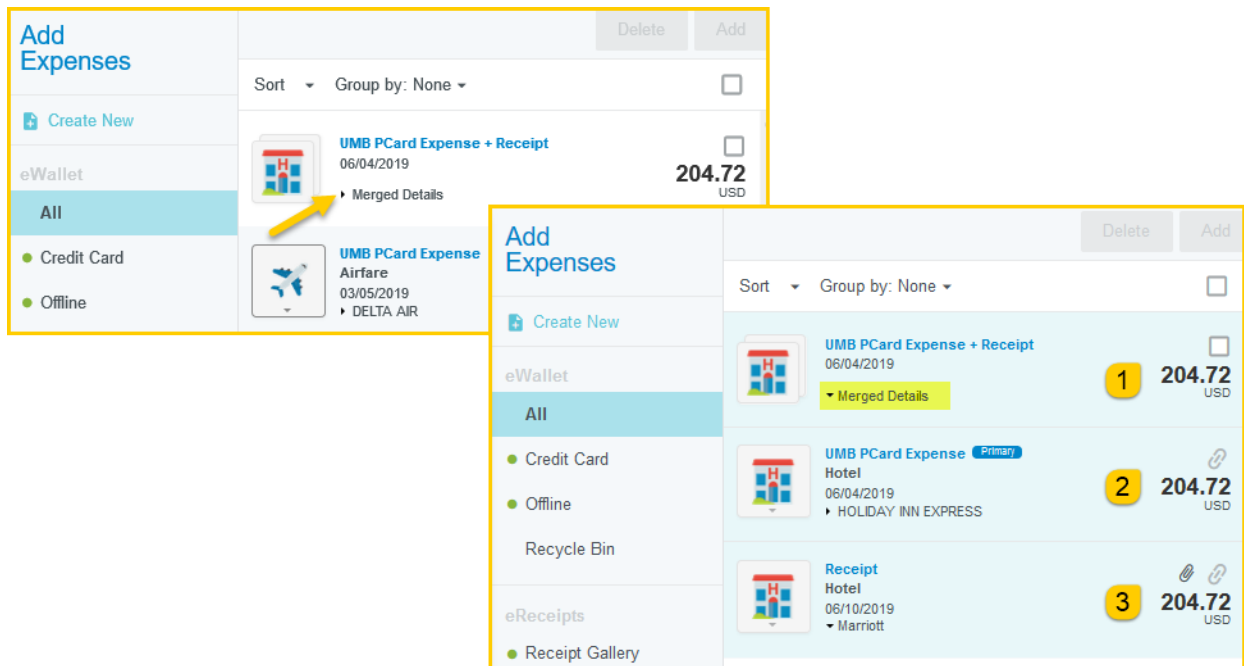 Add
Expenses
Delete
Add
Sort
Group by: None
Create New
eWallet
All
Credit Card
Offline
UMB PCard Expense + Receipt
06/04/2019
Merged Details
204.72
USD
UMB PCard Expense
Airfare
03/05/2019
DELTA AIR
Add
Expenses
Delete
Add
Sort
Group by: None
Create New
eWallet
All
Credit Card
Offline
Recycle Bin
eReceipts
Receipt Gallery
UMB PCard Expense + Receipt
06/04/2019
Merged Details
1
204.72
USD
UMB PCard Expense Primary
Hotel
06/04/2019
HOLIDAY INN EXPRESS
2
204.72
USD
Receipt
Hotel
06/10/2019
Marriott
3
204.72
USD